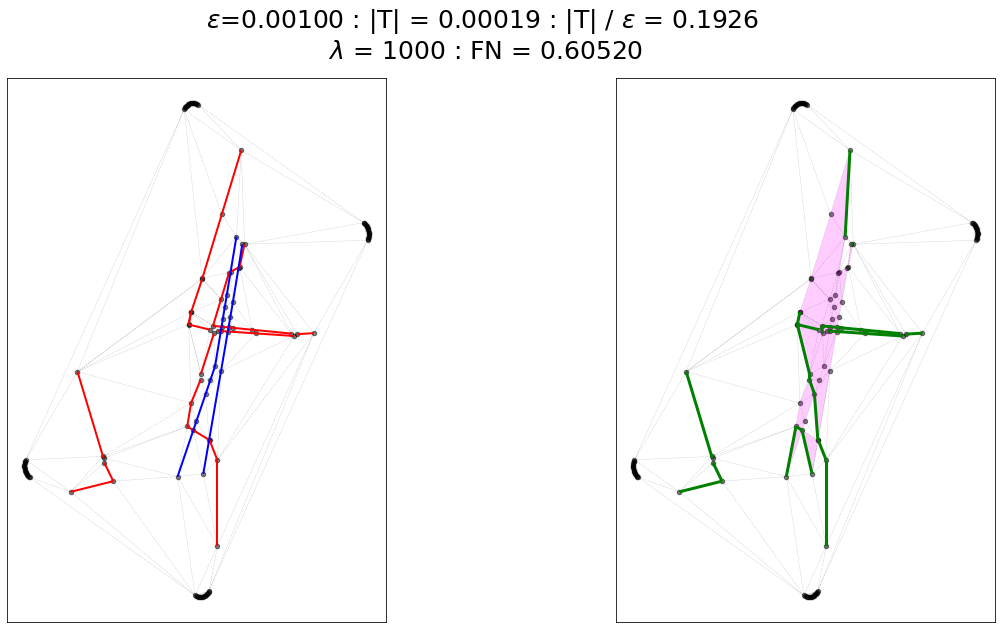 ε=0.00100 : |T| = 0.00019 : |T| / ε = 0.1926
λ = 1000 : FN = 0.60520